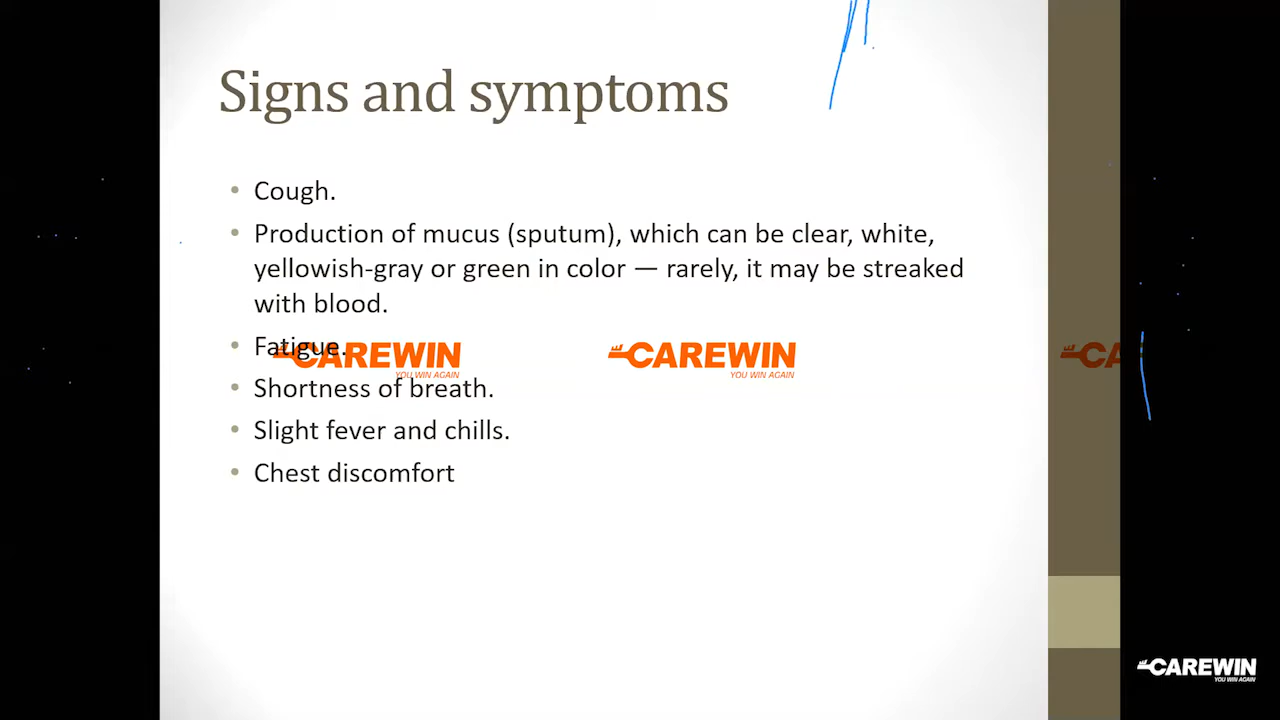 Signs and symptoms
• Cough.
• Production of mucus (sputum), which can be clear, white,
yellowish-gray or green in color — rarely, it may be streaked
with blood.
• Fatigue.
CAREWIN
YOU WIN AGAIN
CAREWIN
YOU WIN AGAIN
CA
• Shortness of breath.
• Slight fever and chills.
• Chest discomfort
CAREWIN
YOU WIN AGAIN